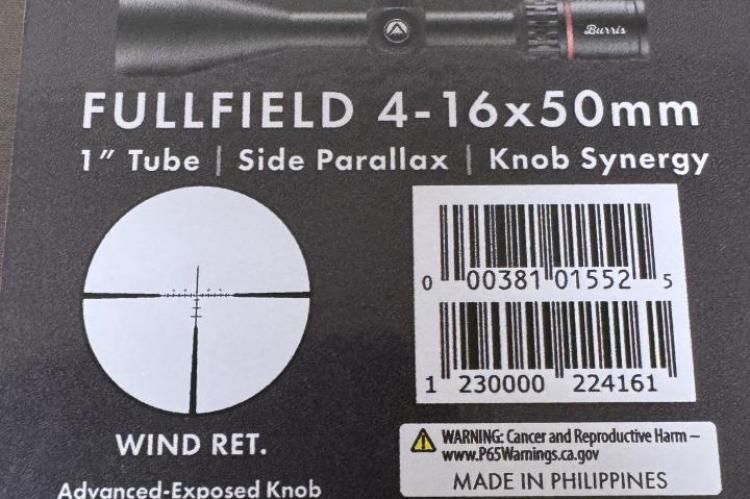 Burris
FULLFIELD 4-16x50mm
1" Tube | Side Parallax | Knob Synergy
0 00381 01552 5
1 230000 224161
WIND RET.
WARNING: Cancer and Reproductive Harm –
www.P65Warnings.ca.gov
MADE IN PHILIPPINES
Advanced-Exposed Knob